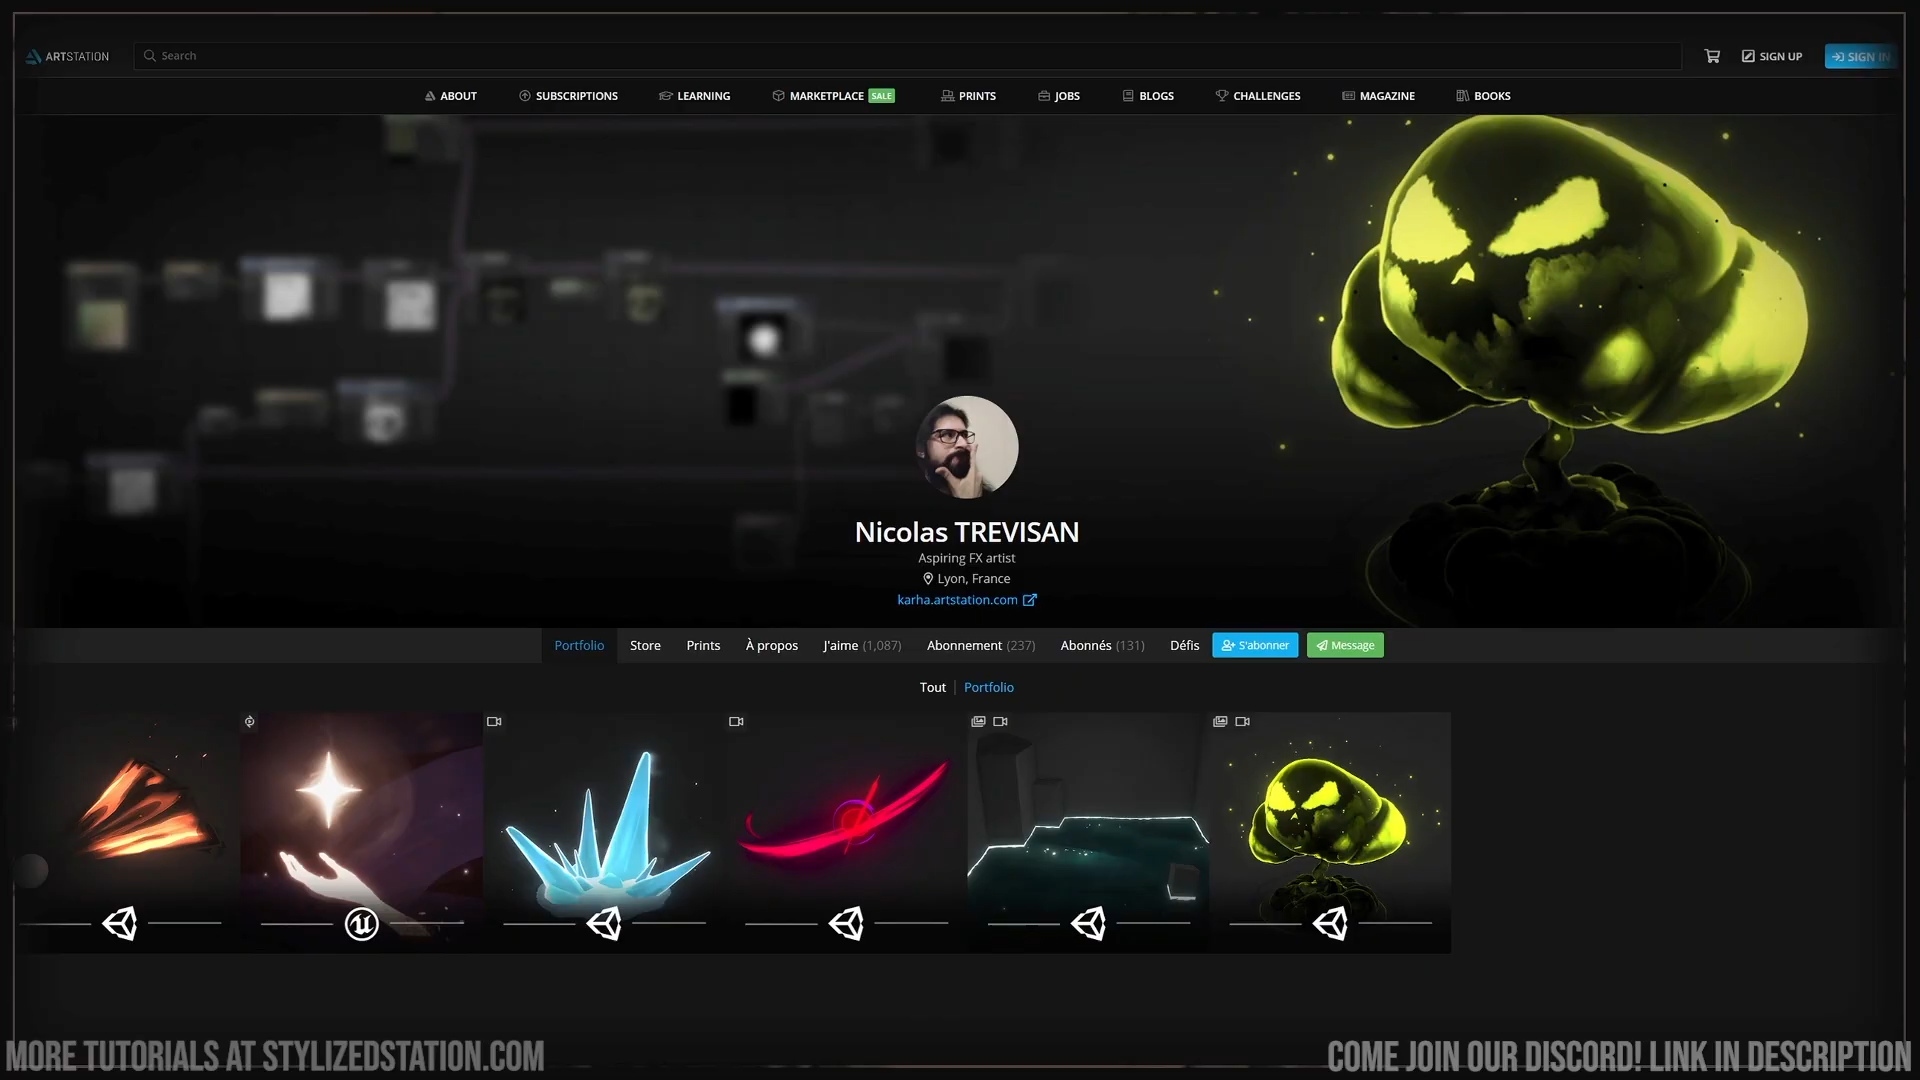 ARTSTATION
Search
SIGN UP
SIGN IN
ABOUT
SUBSCRIPTIONS
LEARNING
MARKETPLACE SALE
PRINTS
JOBS
BLOGS
CHALLENGES
MAGAZINE
BOOKS
Nicolas TREVISAN
Aspiring FX artist
Lyon, France
karha.artstation.com
Portfolio
Store
Prints
À propos
J'aime (1,087)
Abonnement (237)
Abonnés (131)
Défis
S'abonner
Message
Tout
Portfolio
MORE TUTORIALS AT STYLIZEDSTATION.COM
COME JOIN OUR DISCORD! LINK IN DESCRIPTION